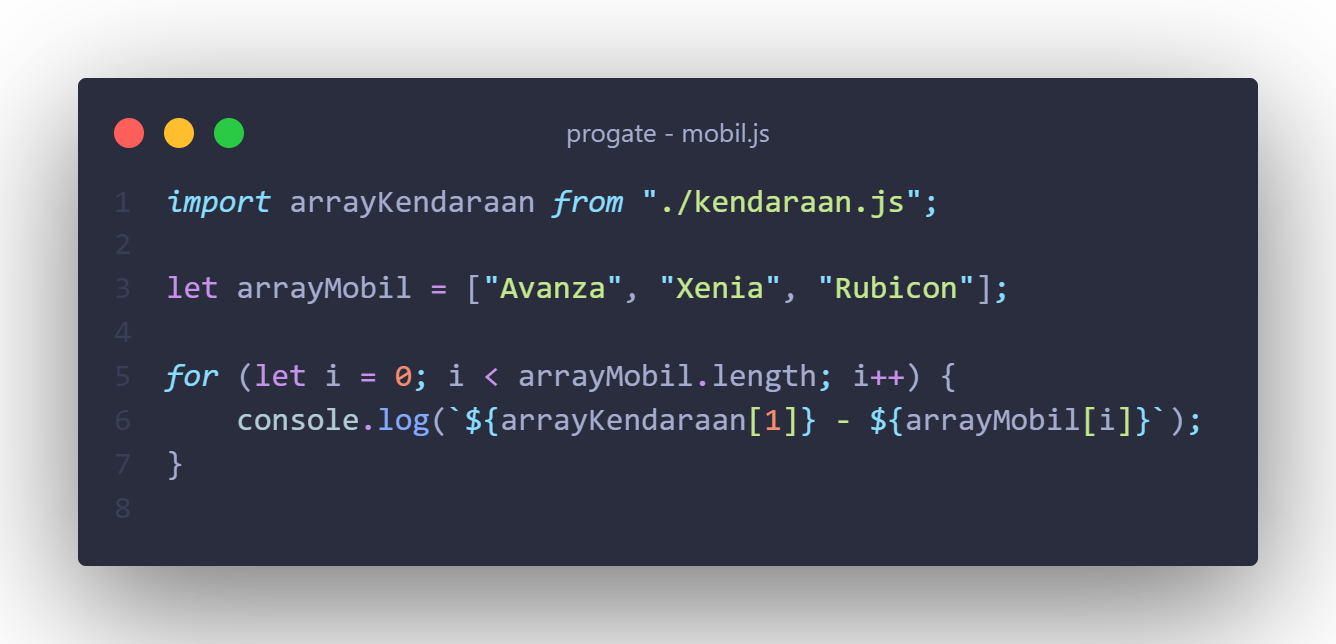 progate - mobil.js
1 import arrayKendaraan from "./kendaraan.js";
2
3 let arrayMobil = ["Avanza", "Xenia", "Rubicon"];
4
5 for (let i = 0; i < arrayMobil.length; i++) {
6     console.log(`${arrayKendaraan[1]} - ${arrayMobil[i]}`);
7 }
8